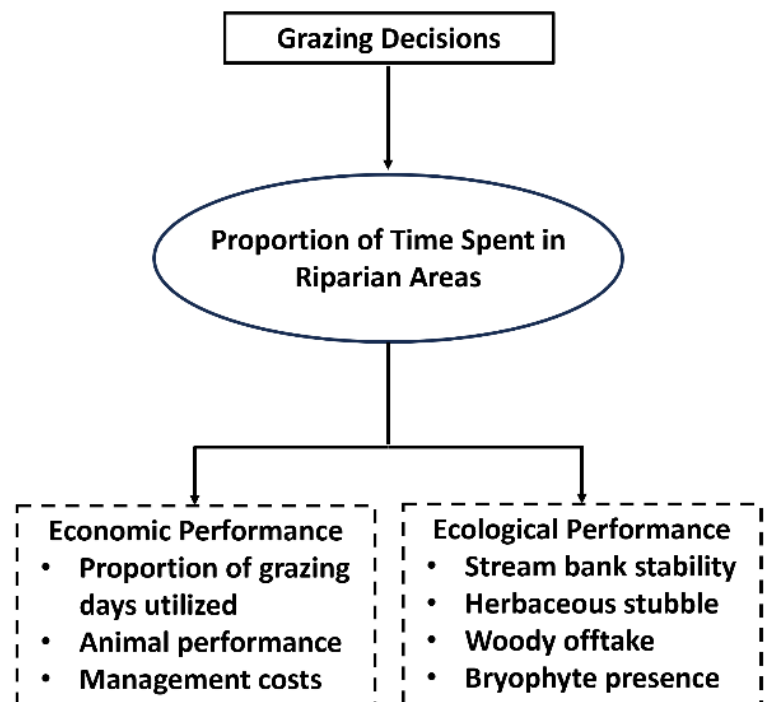 Grazing Decisions
Proportion of Time Spent in
Riparian Areas
Economic Performance
• Proportion of grazing
days utilized
• Animal performance
• Management costs
Ecological Performance
• Stream bank stability
• Herbaceous stubble
• Woody offtake
• Bryophyte presence